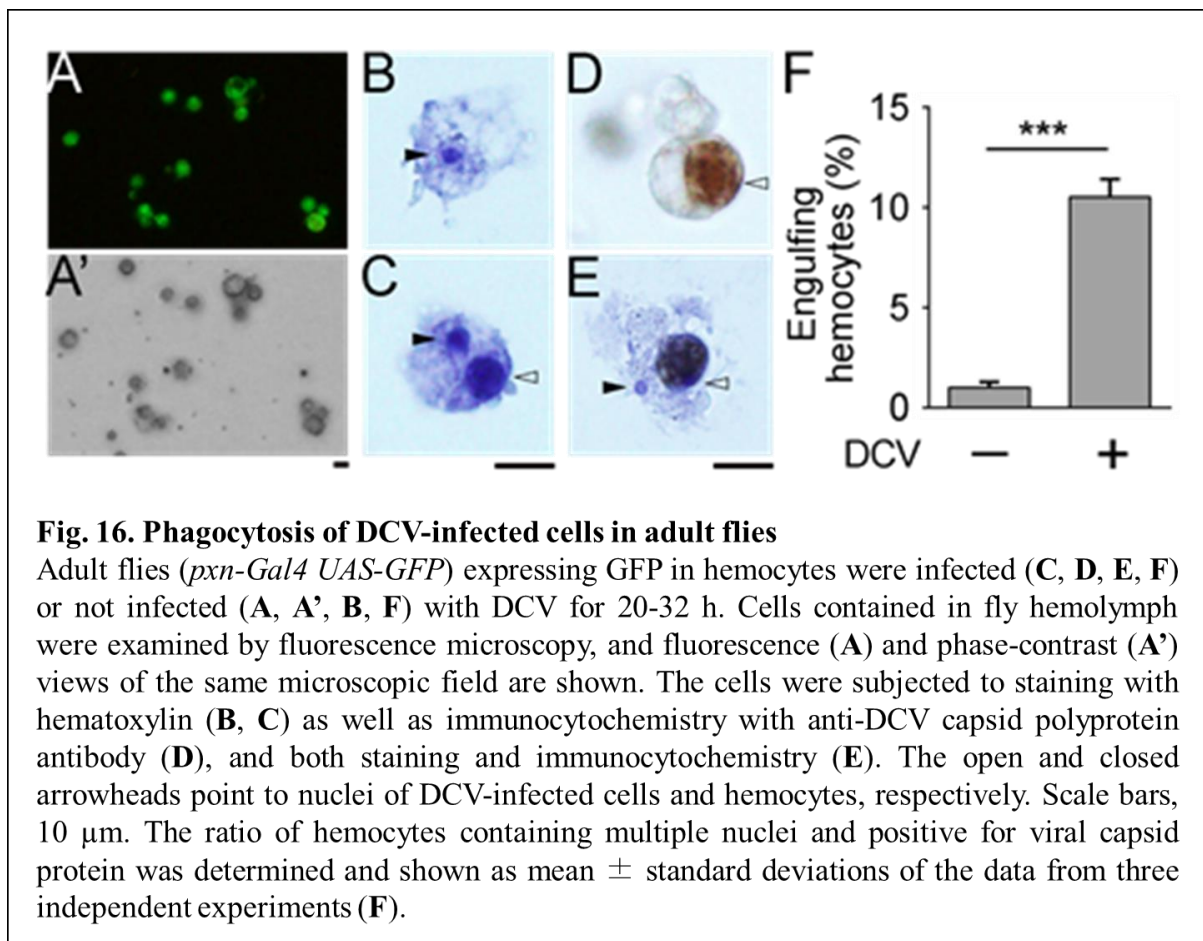 A
B
D
F
A'
C
E
15
10
5
0
***
Engulfing
hemocytes (%)
DCV
—
+
Fig. 16. Phagocytosis of DCV-infected cells in adult flies
Adult flies (pxn-Gal4 UAS-GFP) expressing GFP in hemocytes were infected (C, D, E, F)
or not infected (A, A’, B, F) with DCV for 20-32 h. Cells contained in fly hemolymph
were examined by fluorescence microscopy, and fluorescence (A) and phase-contrast (A’)
views of the same microscopic field are shown. The cells were subjected to staining with
hematoxylin (B, C) as well as immunocytochemistry with anti-DCV capsid polyprotein
antibody (D), and both staining and immunocytochemistry (E). The open and closed
arrowheads point to nuclei of DCV-infected cells and hemocytes, respectively. Scale bars,
10 μm. The ratio of hemocytes containing multiple nuclei and positive for viral capsid
protein was determined and shown as mean ± standard deviations of the data from three
independent experiments (F).